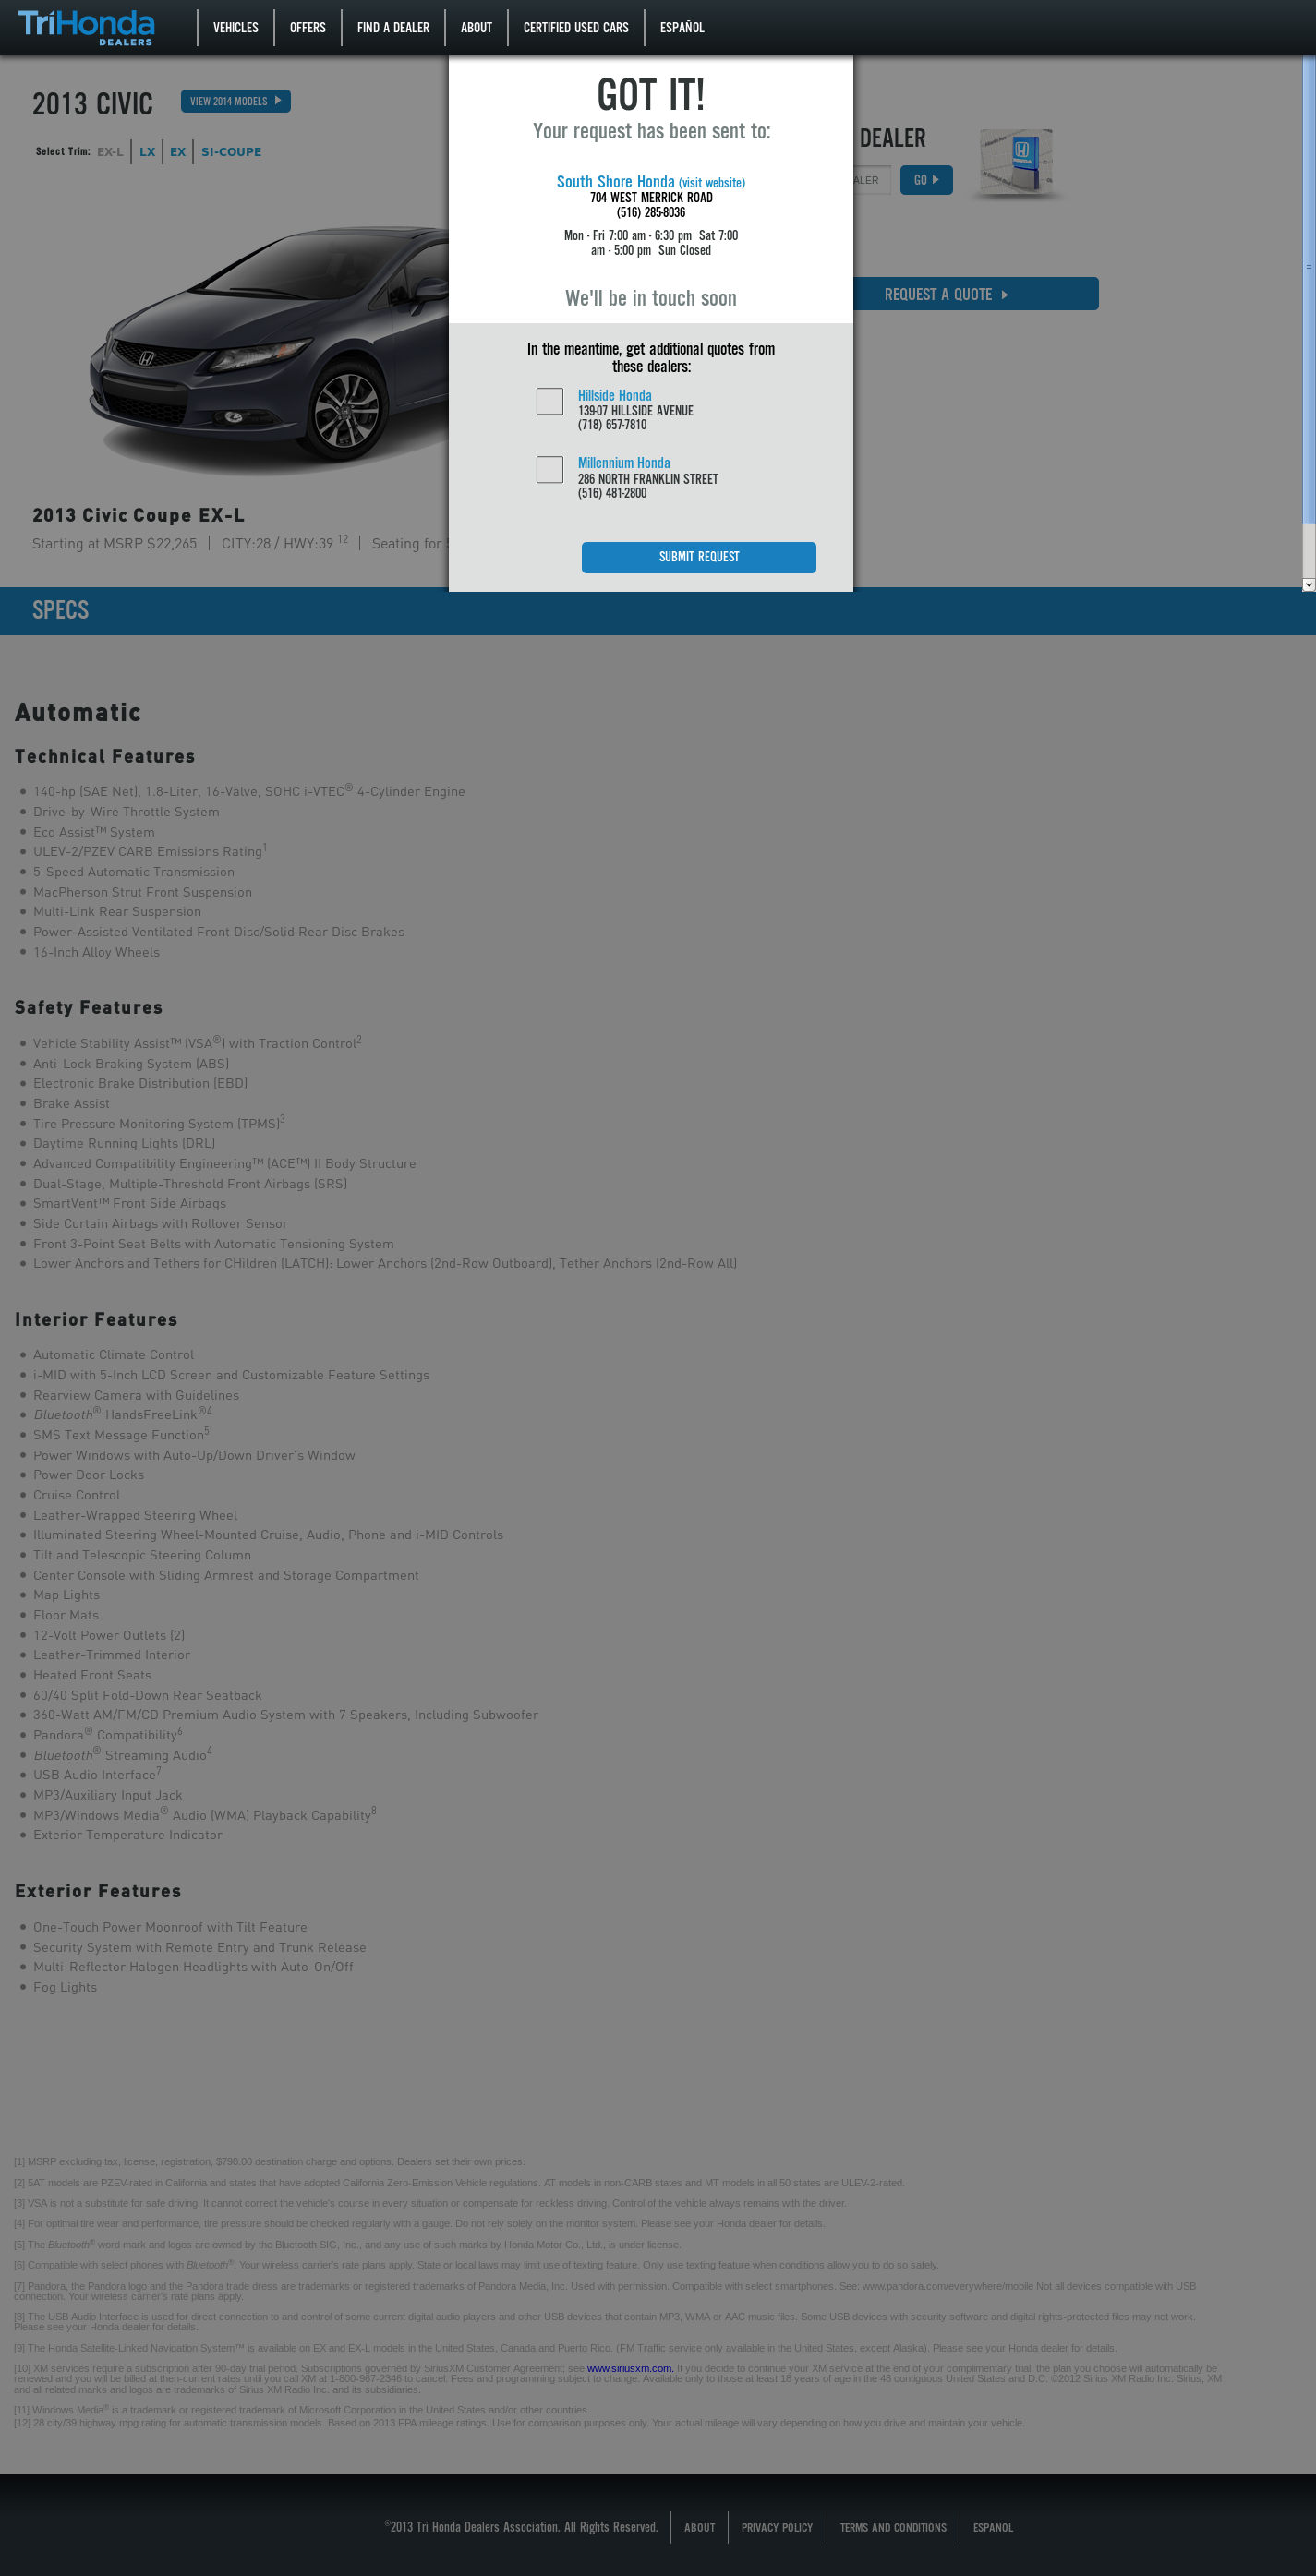 TriHonda
DEALERS
VEHICLES
OFFERS
FIND A DEALER
ABOUT
CERTIFIED USED CARS
ESPAÑOL
2013 CIVIC
VIEW 2014 MODELS
Select Trim: EX-L LX EX SI-COUPE
DEALER
ALER
GO
REQUEST A QUOTE
GOT IT!
Your request has been sent to:
South Shore Honda (visit website)
704 WEST MERRICK ROAD
(516) 285-8036
Mon - Fri 7:00 am - 6:30 pm Sat 7:00
am - 5:00 pm Sun Closed
We'll be in touch soon
In the meantime, get additional quotes from
these dealers:
Hillside Honda
139-07 HILLSIDE AVENUE
(718) 657-7810
Millennium Honda
286 NORTH FRANKLIN STREET
(516) 481-2800
SUBMIT REQUEST
2013 Civic Coupe EX-L
Starting at MSRP $22,265 | CITY:28 / HWY:39 12 | Seating for
SPECS
Automatic
Technical Features
140-hp (SAE Net), 1.8-Liter, 16-Valve, SOHC i-VTEC® 4-Cylinder Engine
Drive-by-Wire Throttle System
Eco Assist™ System
ULEV-2/PZEV CARB Emissions Rating1
5-Speed Automatic Transmission
MacPherson Strut Front Suspension
Multi-Link Rear Suspension
Power-Assisted Ventilated Front Disc/Solid Rear Disc Brakes
16-Inch Alloy Wheels
Safety Features
Vehicle Stability Assist™ (VSA®) with Traction Control2
Anti-Lock Braking System (ABS)
Electronic Brake Distribution (EBD)
Brake Assist
Tire Pressure Monitoring System (TPMS)3
Daytime Running Lights (DRL)
Advanced Compatibility Engineering™ (ACE™) II Body Structure
Dual-Stage, Multiple-Threshold Front Airbags (SRS)
SmartVent™ Front Side Airbags
Side Curtain Airbags with Rollover Sensor
Front 3-Point Seat Belts with Automatic Tensioning System
Lower Anchors and Tethers for CHildren (LATCH): Lower Anchors (2nd-Row Outboard), Tether Anchors (2nd-Row All)
Interior Features
Automatic Climate Control
i-MID with 5-Inch LCD Screen and Customizable Feature Settings
Rearview Camera with Guidelines
Bluetooth® HandsFreeLink®4
SMS Text Message Function5
Power Windows with Auto-Up/Down Driver's Window
Power Door Locks
Cruise Control
Leather-Wrapped Steering Wheel
Illuminated Steering Wheel-Mounted Cruise, Audio, Phone and i-MID Controls
Tilt and Telescopic Steering Column
Center Console with Sliding Armrest and Storage Compartment
Map Lights
Floor Mats
12-Volt Power Outlets (2)
Leather-Trimmed Interior
Heated Front Seats
60/40 Split Fold-Down Rear Seatback
360-Watt AM/FM/CD Premium Audio System with 7 Speakers, Including Subwoofer
Pandora® Compatibility6
Bluetooth® Streaming Audio4
USB Audio Interface7
MP3/Auxiliary Input Jack
MP3/Windows Media® Audio (WMA) Playback Capability8
Exterior Temperature Indicator
Exterior Features
One-Touch Power Moonroof with Tilt Feature
Security System with Remote Entry and Trunk Release
Multi-Reflector Halogen Headlights with Auto-On/Off
Fog Lights
[1] MSRP excluding tax, license, registration, $790.00 destination charge and options. Dealers set their own prices.
[2] 5AT models are PZEV-rated in California and states that have adopted California Zero-Emission Vehicle regulations. AT models in non-CARB states and MT models in all 50 states are ULEV-2-rated.
[3] VSA is not a substitute for safe driving. It cannot correct the vehicle's course in every situation or compensate for reckless driving. Control of the vehicle always remains with the driver.
[4] For optimal tire wear and performance, tire pressure should be checked regularly with a gauge. Do not rely solely on the monitor system. Please see your Honda dealer for details.
[5] The Bluetooth® word mark and logos are owned by the Bluetooth SIG, Inc., and any use of such marks by Honda Motor Co., Ltd., is under license.
[6] Compatible with select phones with Bluetooth®. Your wireless carrier's rate plans apply. State or local laws may limit use of texting feature. Only use texting feature when conditions allow you to do so safely.
[7] Pandora, the Pandora logo and the Pandora trade dress are trademarks or registered trademarks of Pandora Media, Inc. Used with permission. Compatible with select smartphones. See: www.pandora.com/everywhere/mobile Not all devices compatible with USB
connection. Your wireless carrier's rate plans apply.
[8] The USB Audio Interface is used for direct connection to and control of some current digital audio players and other USB devices that contain MP3, WMA or AAC music files. Some USB devices with security software and digital rights-protected files may not work.
Please see your Honda dealer for details.
[9] The Honda Satellite-Linked Navigation System™ is available on EX and EX-L models in the United States, Canada and Puerto Rico. (FM Traffic service only available in the United States, except Alaska). Please see your Honda dealer for details.
[10] XM services require a subscription after 90-day trial period. Subscriptions governed by SiriusXM Customer Agreement; see www.siriusxm.com. If you decide to continue your XM service at the end of your complimentary trial, the plan you choose will automatically be
renewed and you will be billed at then-current rates until you call XM at 1-800-967-2346 to cancel. Fees and programming subject to change. Available only to those at least 18 years of age in the 48 contiguous United States and D.C. ©2012 Sirius XM Radio Inc. Sirius, XM
and all related marks and logos are trademarks of Sirius XM Radio Inc. and its subsidiaries.
[11] Windows Media® is a trademark or registered trademark of Microsoft Corporation in the United States and/or other countries.
[12] 28 city/39 highway mpg rating for automatic transmission models. Based on 2013 EPA mileage ratings. Use for comparison purposes only. Your actual mileage will vary depending on how you drive and maintain your vehicle.
©2013 Tri Honda Dealers Association. All Rights Reserved.
ABOUT
PRIVACY POLICY
TERMS AND CONDITIONS
ESPAÑOL